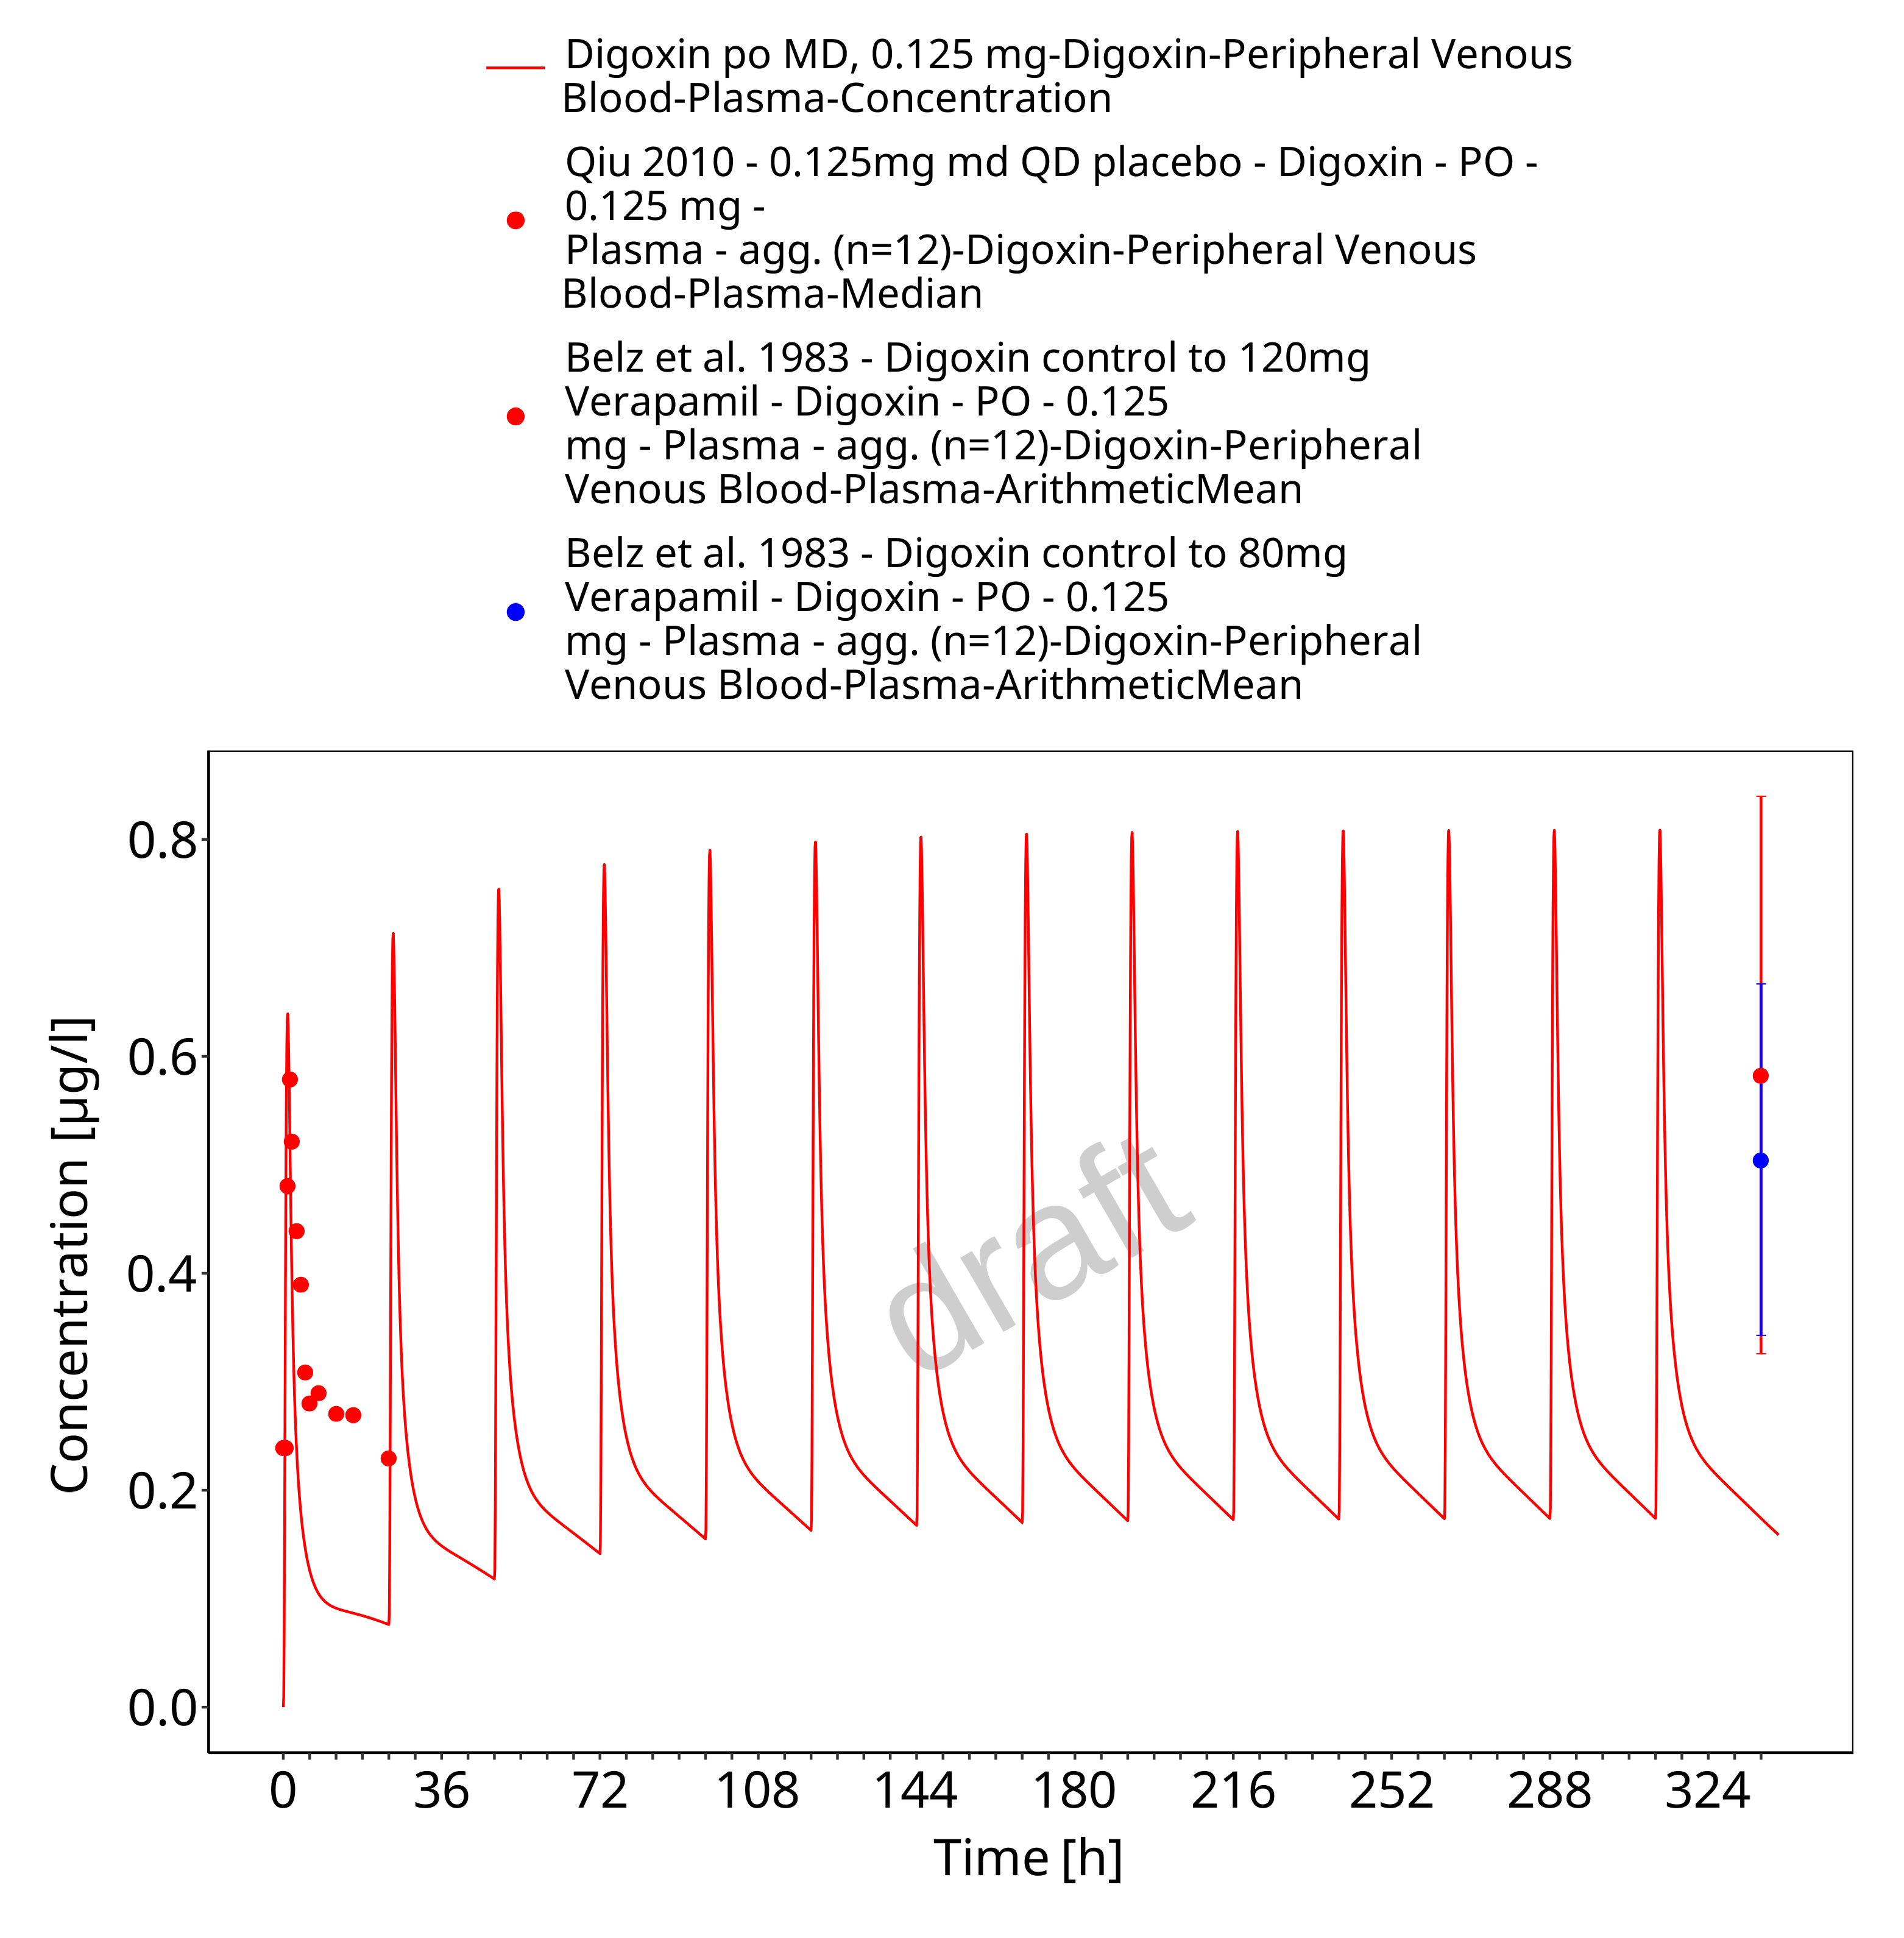 Digoxin po MD, 0.125 mg-Digoxin-Peripheral Venous
Blood-Plasma-Concentration
Qiu 2010 - 0.125mg md QD placebo - Digoxin - PO -
0.125 mg -
Plasma - agg. (n=12)-Digoxin-Peripheral Venous
Blood-Plasma-Median
Belz et al. 1983 - Digoxin control to 120mg
Verapamil - Digoxin - PO - 0.125
mg - Plasma - agg. (n=12)-Digoxin-Peripheral
Venous Blood-Plasma-ArithmeticMean
Belz et al. 1983 - Digoxin control to 80mg
Verapamil - Digoxin - PO - 0.125
mg - Plasma - agg. (n=12)-Digoxin-Peripheral
Venous Blood-Plasma-ArithmeticMean
Concentration [µg/l]
0.8
0.6
0.4
0.2
0.0
draft
0 36 72 108 144 180 216 252 288 324
Time [h]